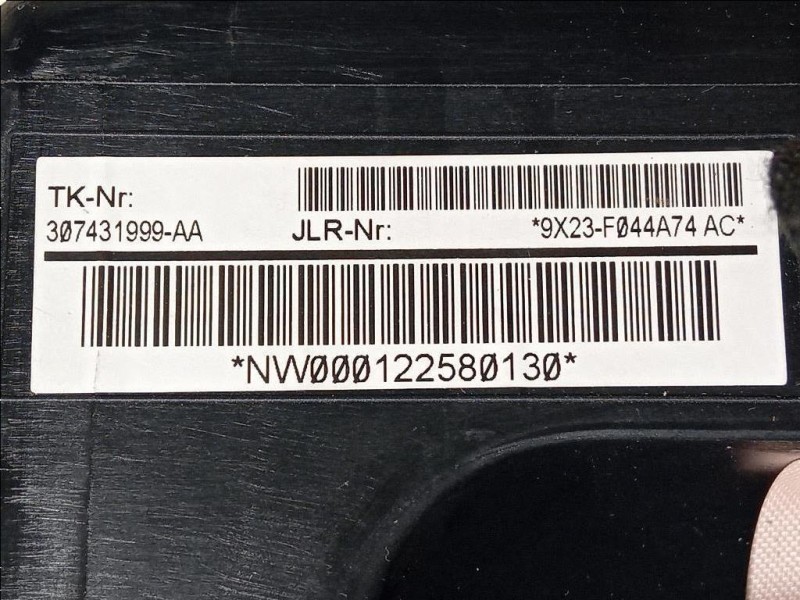 TK-Nr:
307431999-AA
JLR-Nr:
*9X23-F044A74 AC*
*NW000122580130*